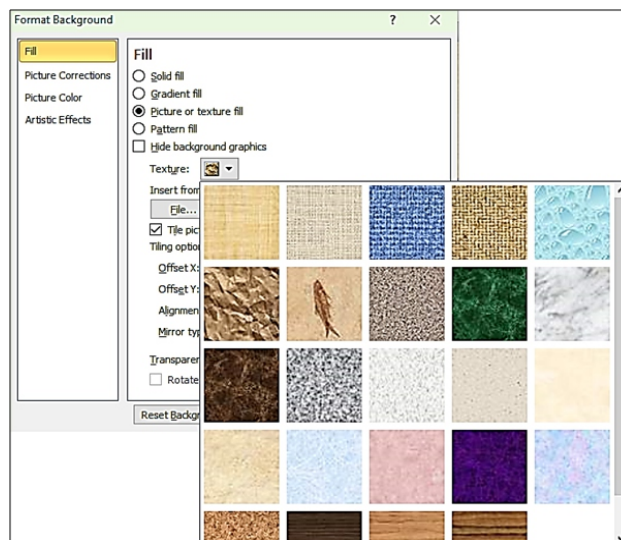 Format Background
?
Fill
Picture Corrections
Picture Color
Artistic Effects
Fill
Solid fill
Gradient fill
Picture or texture fill
Pattern fill
Hide background graphics
Texture:
Insert from
File...
Tile pic
Tiling optio
Offset X:
Offset Y:
Alignmen
Mirror typ
Transparer
Rotate
Reset Backgr